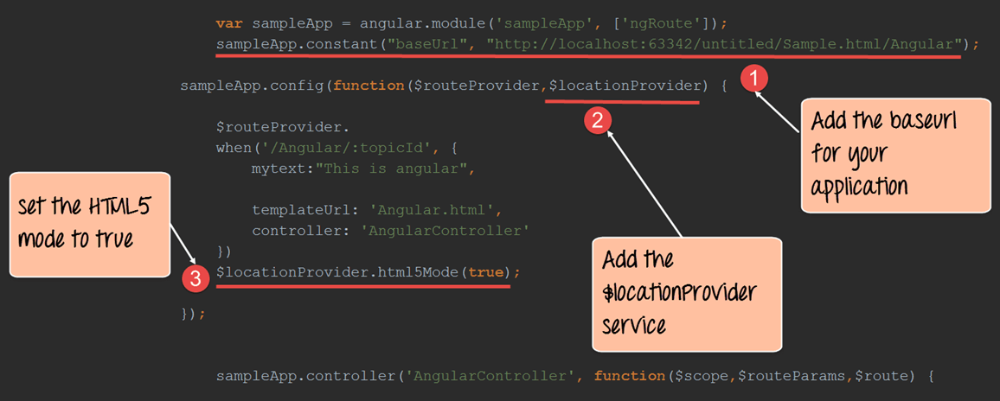 var sampleApp = angular.module('sampleApp', ['ngRoute']);
sampleApp.constant("baseUrl", "http://localhost:63342/untitled/Sample.html/Angular");
sampleApp.config(function($routeProvider,$locationProvider) {
1
Add the baseurl
for your
application
2
$routeProvider.
when('/Angular/:topicId', {
mytext:"This is angular",
templateUrl: 'Angular.html',
controller: 'AngularController'
})
set the HTML5
mode to true
3
$locationProvider.html5Mode(true);
Add the
$locationProvider
service
});
sampleApp.controller('AngularController', function($scope,$routeParams,$route) {